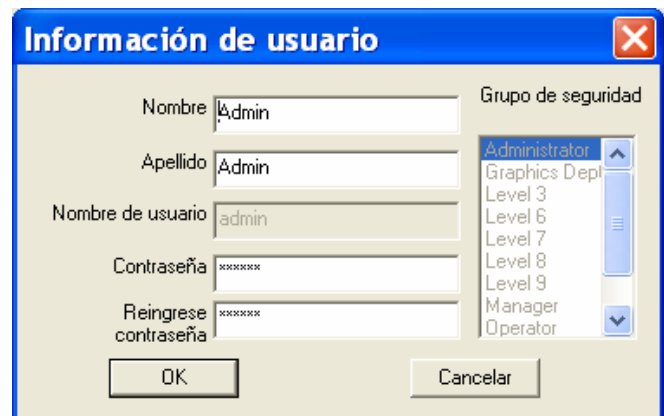 Información de usuario
Nombre
Admin
Apellido
Admin
Nombre de usuario
admin
Contraseña
******
Reingrese
contraseña
******
Grupo de seguridad
Administrator
Graphics Dept
Level 3
Level 6
Level 7
Level 8
Level 9
Manager
Operator
OK
Cancelar